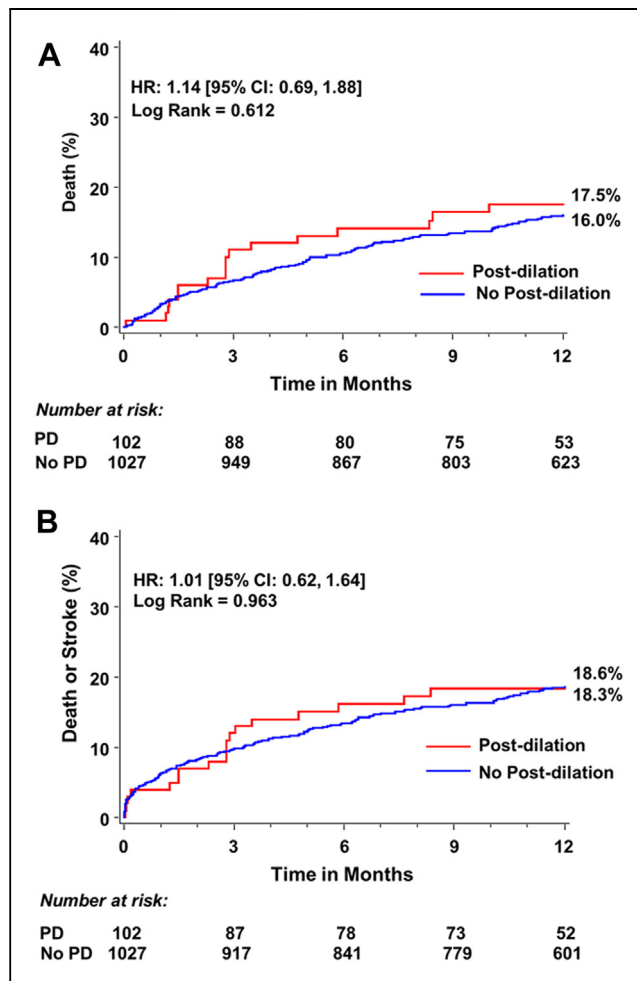 A
40
HR: 1.14 [95% CI: 0.69, 1.88]
Log Rank = 0.612
30
Death (%)
20
17.5%
16.0%
10
Post-dilation
No Post-dilation
0
0 3 6 9 12
Time in Months
Number at risk:
PD 102 88 80 75 53
No PD 1027 949 867 803 623
B
40
HR: 1.01 [95% CI: 0.62, 1.64]
Log Rank = 0.963
30
Death or Stroke (%)
20
18.6%
18.3%
10
Post-dilation
No Post-dilation
0
0 3 6 9 12
Time in Months
Number at risk:
PD 102 87 78 73 52
No PD 1027 917 841 779 601